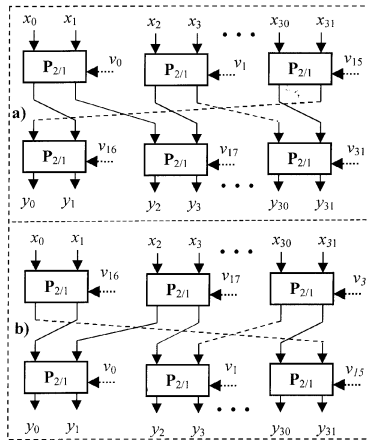 x₀ x₁ x₂ x₃ • • • x₃₀ x₃₁
P₂/₁ v₀ P₂/₁ v₁ P₂/₁ v₁₅
a)
P₂/₁ v₁₆ P₂/₁ v₁₇ P₂/₁ v₃₁
y₀ y₁ y₂ y₃ • • • y₃₀ y₃₁
x₀ x₁ x₂ x₃ • • • x₃₀ x₃₁
P₂/₁ v₁₆ P₂/₁ v₁₇ P₂/₁ v₃
b)
P₂/₁ v₀ P₂/₁ v₁ P₂/₁ v₁₅
y₀ y₁ y₂ y₃ • • • y₃₀ y₃₁